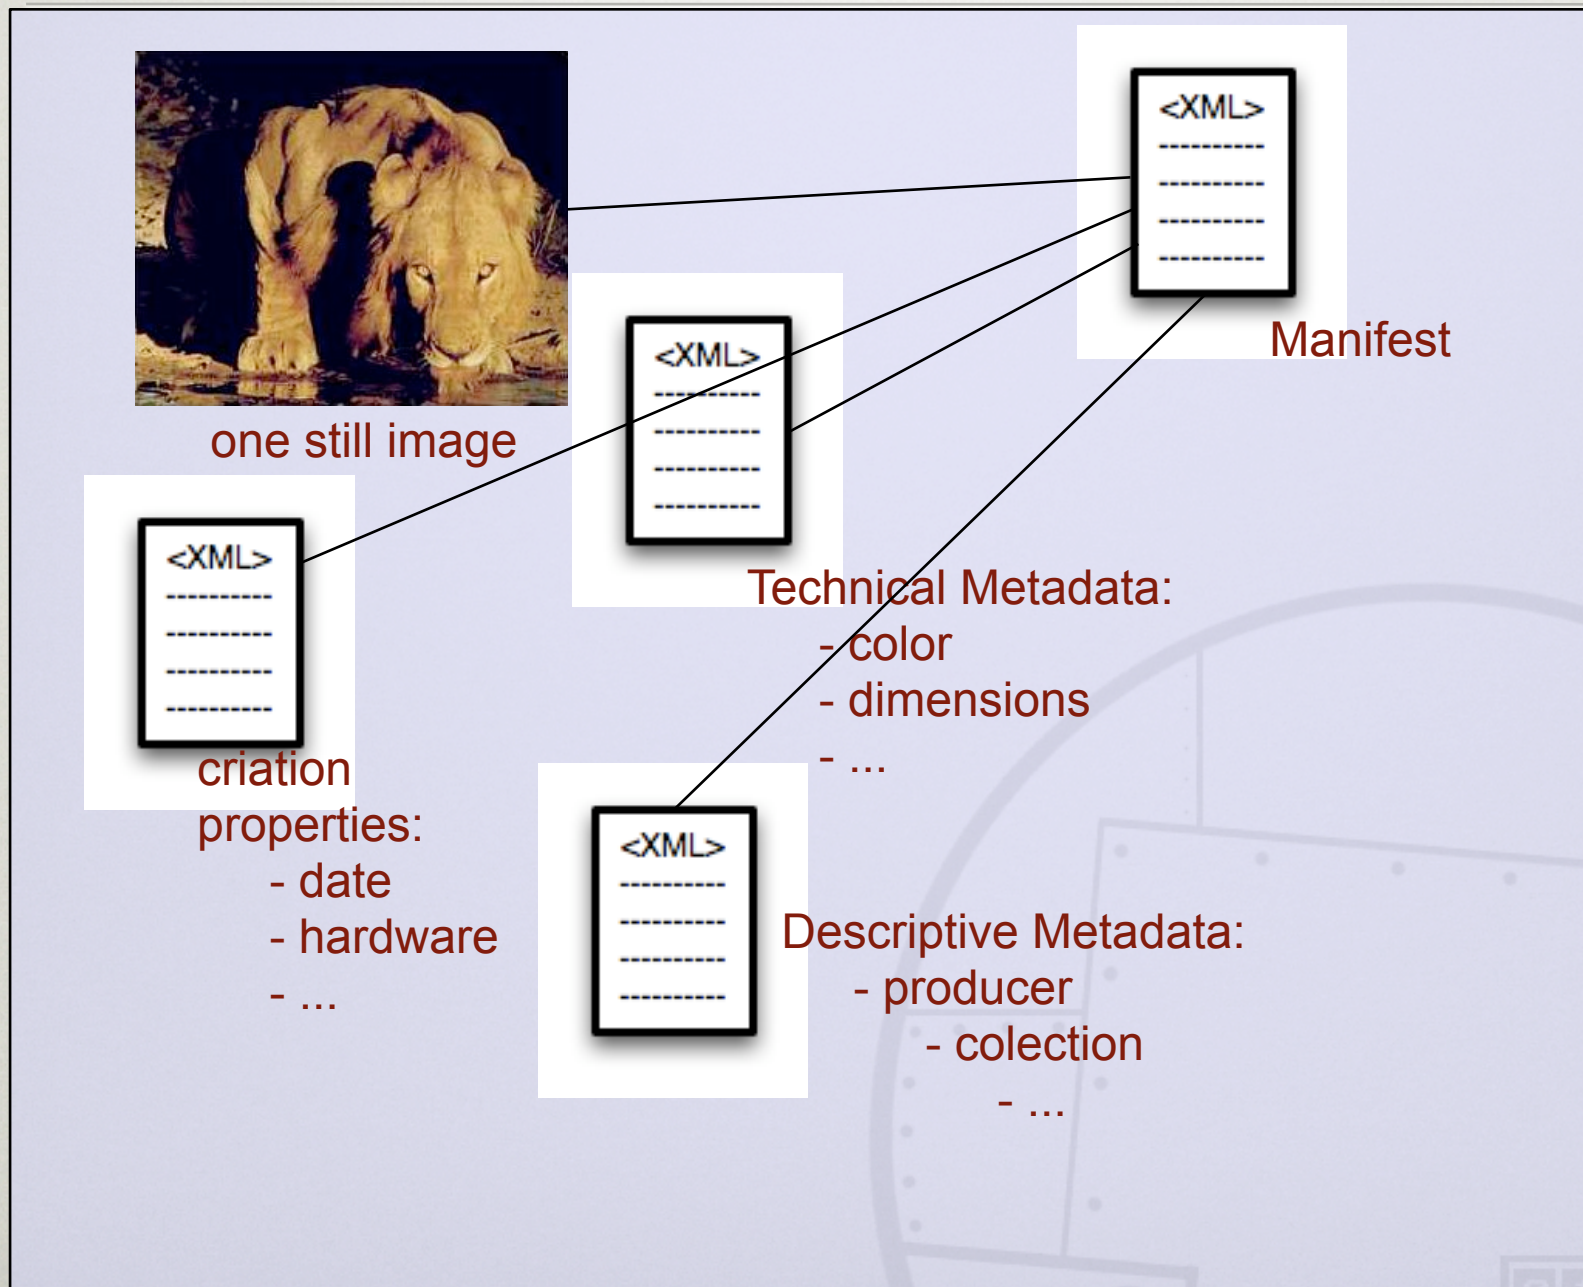 <XML>
----------
----------
----------
----------
Manifest
one still image
<XML>
----------
----------
----------
----------
Technical Metadata:
- color
- dimensions
- ...
<XML>
----------
----------
----------
----------
criation
properties:
- date
- hardware
- ...
<XML>
----------
----------
----------
----------
Descriptive Metadata:
- producer
- colection
- ...